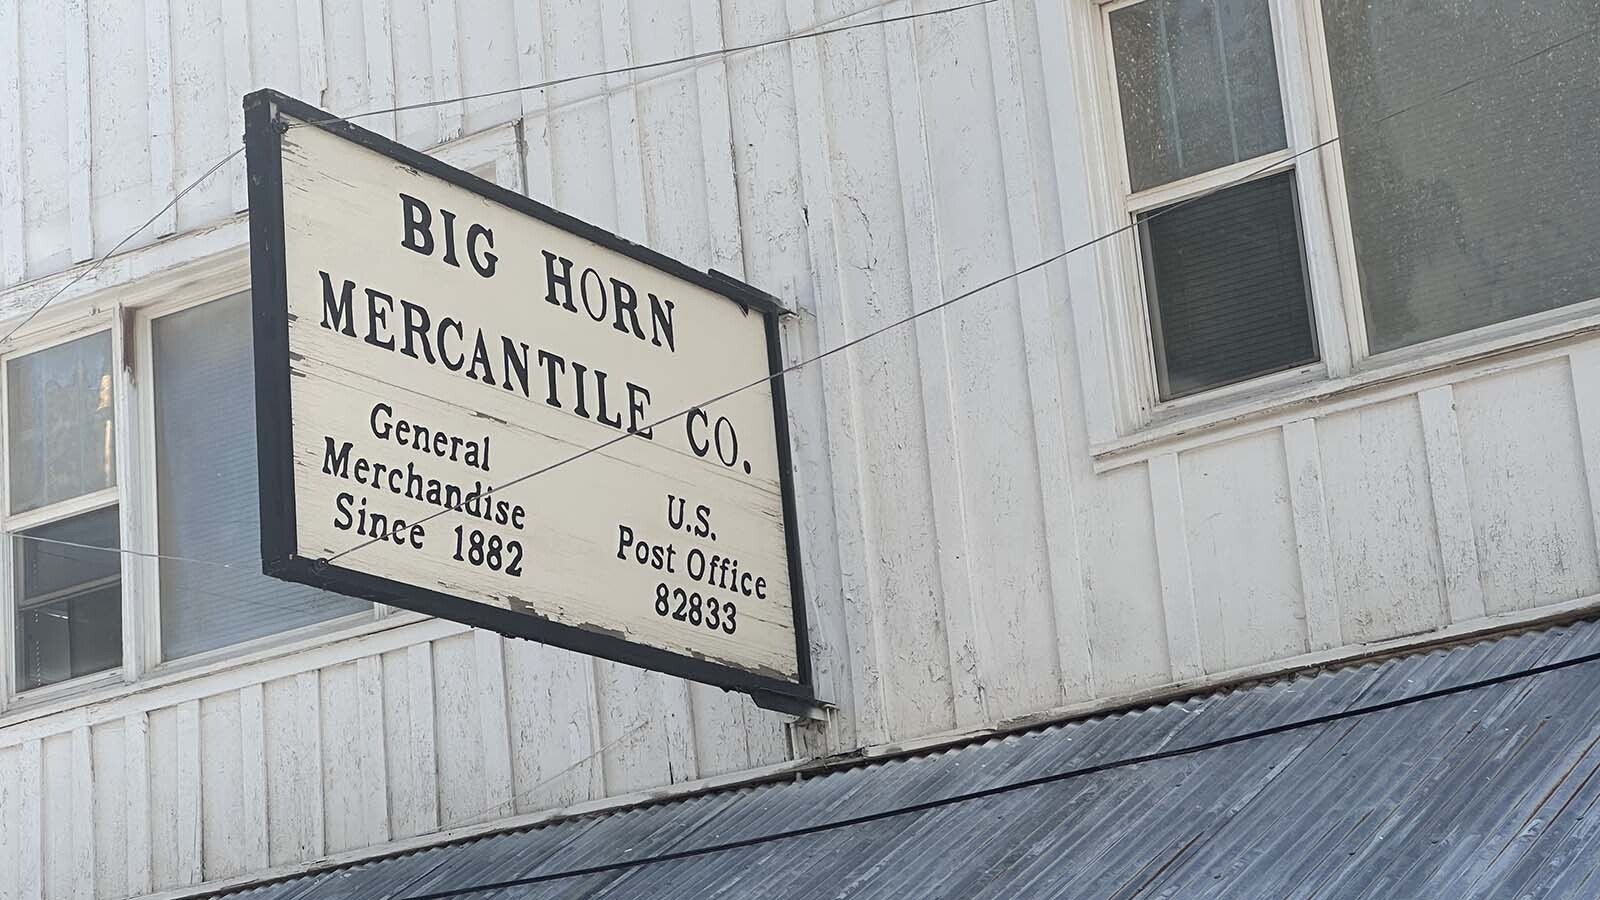 BIG HORN
MERCANTILE CO.
General
Merchandise
Since 1882
U.S.
Post Office
82833